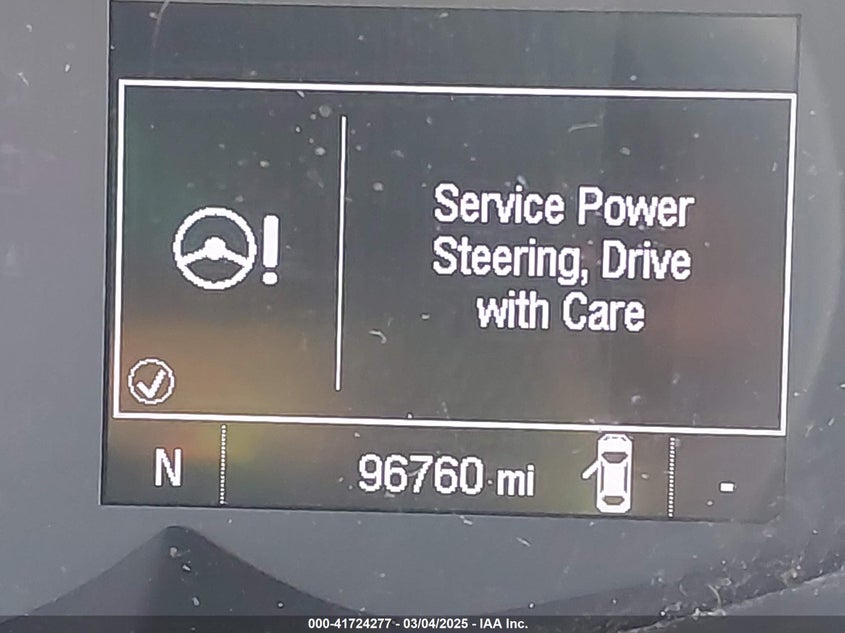 Service Power
Steering, Drive
with Care
N
96760 mi
-
000-41724277 - 03/04/2025 - IAA Inc.